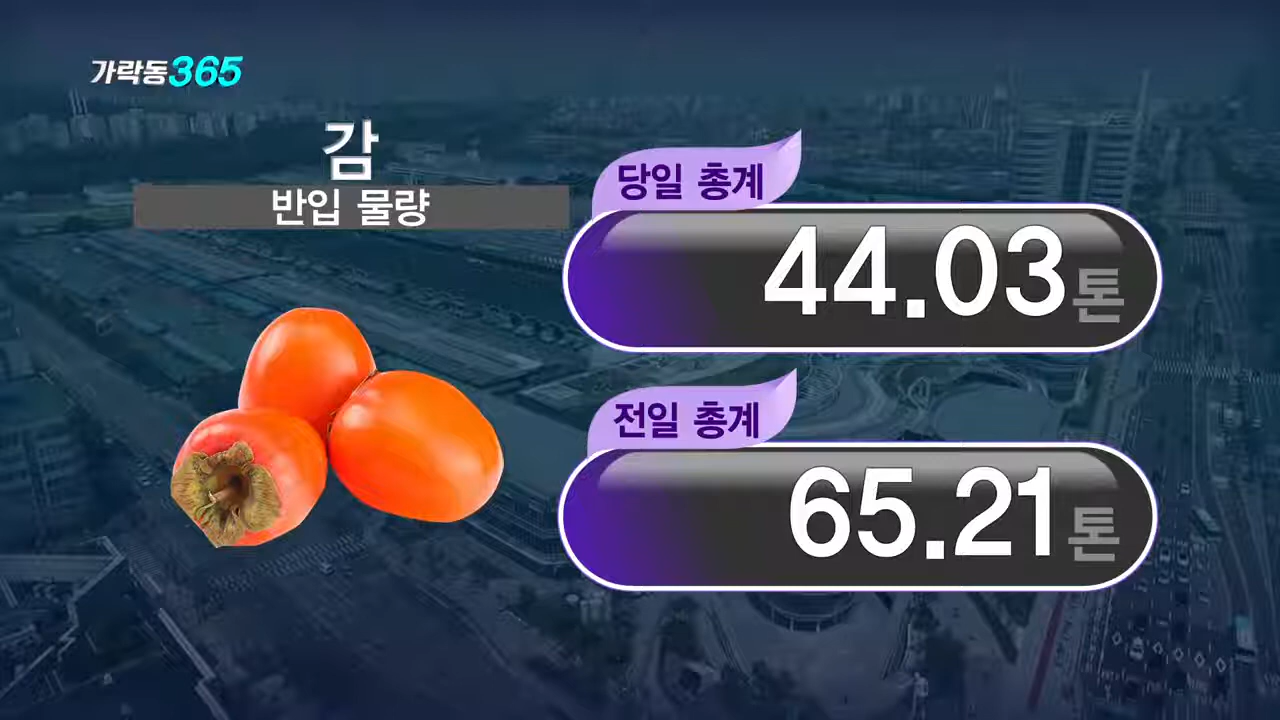 가락동365
감
반입 물량
당일 총계
44.03톤
전일 총계
65.21톤